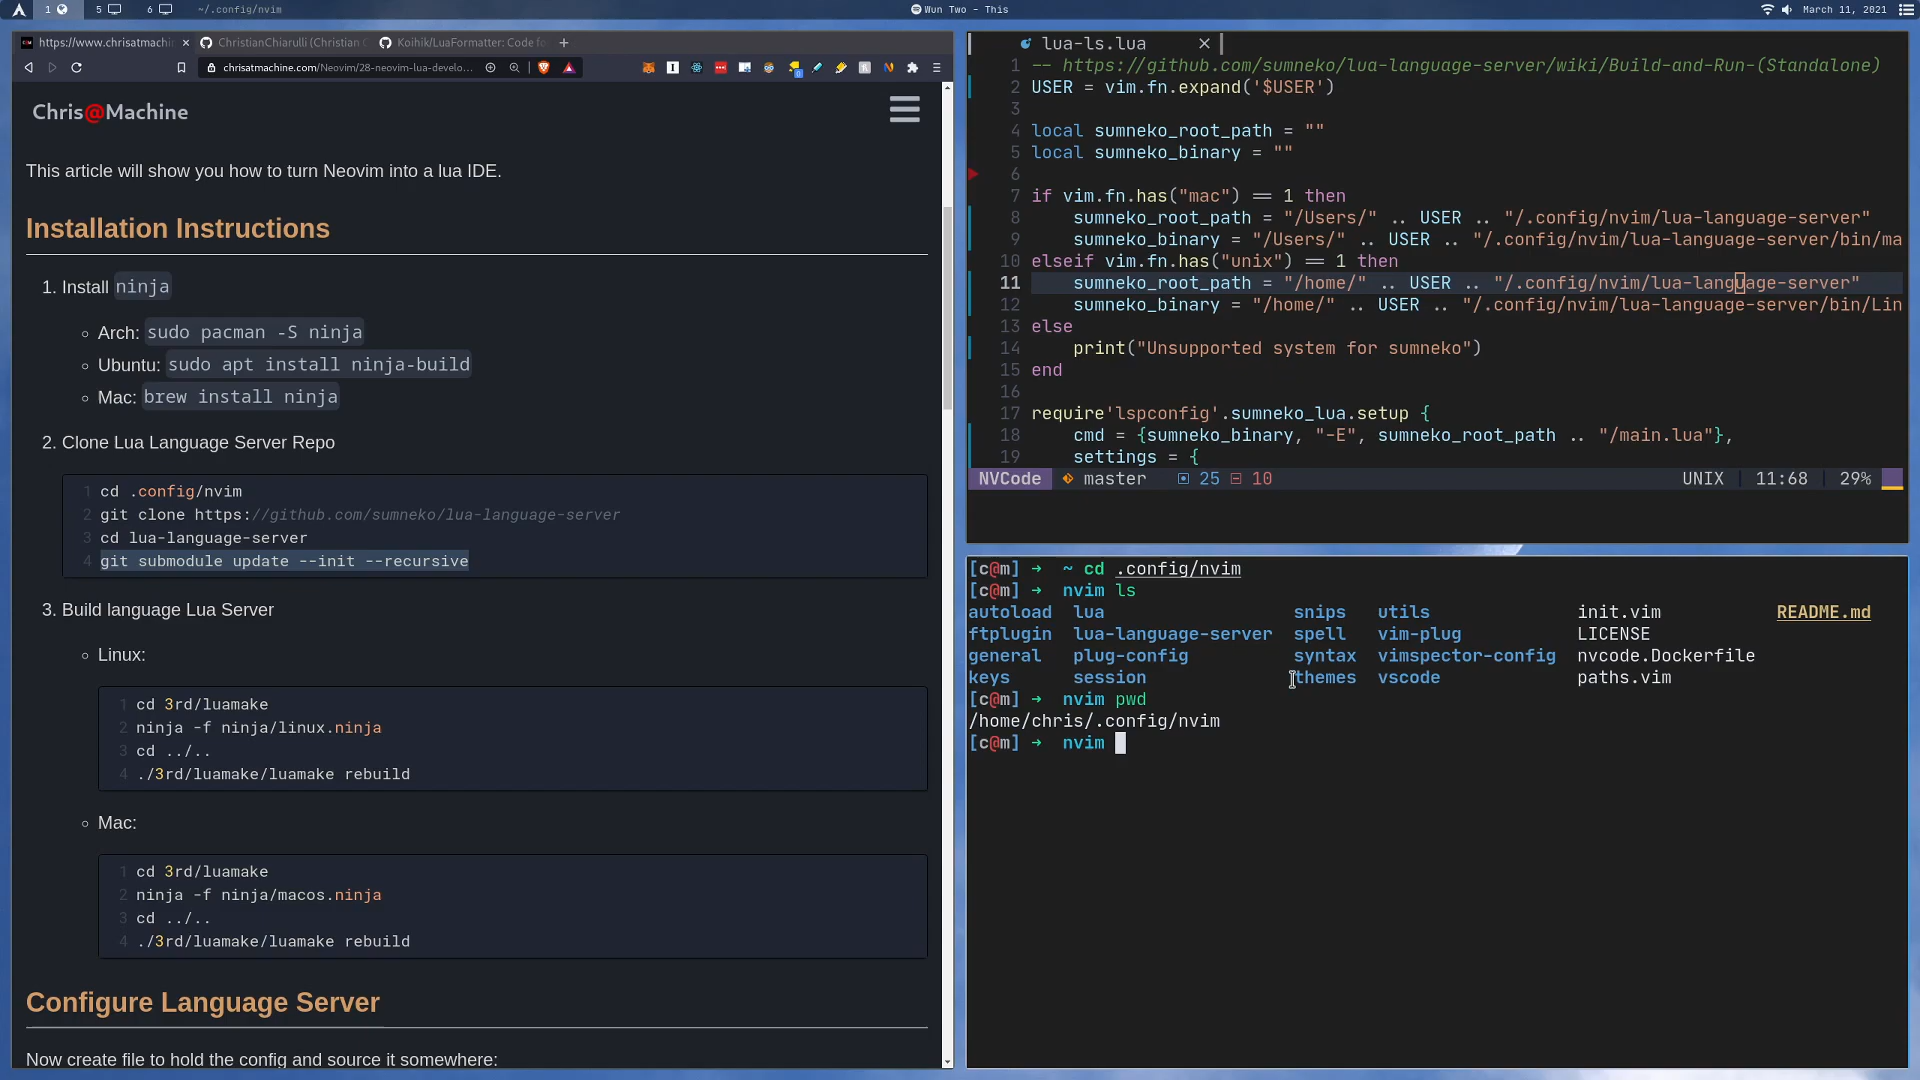 1
5
6
~/.config/nvim
Wun Two - This
March 11, 2021
https://www.chrisatmachi
ChristianChiarulli (Christian C
Koihik/LuaFormatter: Code fo
chrisatmachine.com/Neovim/28-neovim-lua-develo...
Chris@Machine
This article will show you how to turn Neovim into a lua IDE.
Installation Instructions
1. Install ninja
Arch: sudo pacman -S ninja
Ubuntu: sudo apt install ninja-build
Mac: brew install ninja
2. Clone Lua Language Server Repo
1 cd .config/nvim
2 git clone https://github.com/sumneko/lua-language-server
3 cd lua-language-server
4 git submodule update --init --recursive
3. Build language Lua Server
Linux:
1 cd 3rd/luamake
2 ninja -f ninja/linux.ninja
3 cd ../..
4 ./3rd/luamake/luamake rebuild
Mac:
1 cd 3rd/luamake
2 ninja -f ninja/macos.ninja
3 cd ../..
4 ./3rd/luamake/luamake rebuild
Configure Language Server
Now create file to hold the config and source it somewhere:
lua-ls.lua
1 -- https://github.com/sumneko/lua-language-server/wiki/Build-and-Run-(Standalone)
2 USER = vim.fn.expand('$USER')
3
4 local sumneko_root_path = ""
5 local sumneko_binary = ""
6
7 if vim.fn.has("mac") == 1 then
8 sumneko_root_path = "/Users/" .. USER .. "/.config/nvim/lua-language-server"
9 sumneko_binary = "/Users/" .. USER .. "/.config/nvim/lua-language-server/bin/ma
10 elseif vim.fn.has("unix") == 1 then
11 sumneko_root_path = "/home/" .. USER .. "/.config/nvim/lua-language-server"
12 sumneko_binary = "/home/" .. USER .. "/.config/nvim/lua-language-server/bin/Lin
13 else
14 print("Unsupported system for sumneko")
15 end
16
17 require'lspconfig'.sumneko_lua.setup {
18 cmd = {sumneko_binary, "-E", sumneko_root_path .. "/main.lua"},
19 settings = {
NVCode master 25 10 UNIX 11:68 29%
[c@m] → ~ cd .config/nvim
[c@m] → nvim ls
autoload lua snips utils init.vim README.md
ftplugin lua-language-server spell vim-plug LICENSE
general plug-config syntax vimspector-config nvcode.Dockerfile
keys session themes vscode paths.vim
[c@m] → nvim pwd
/home/chris/.config/nvim
[c@m] → nvim